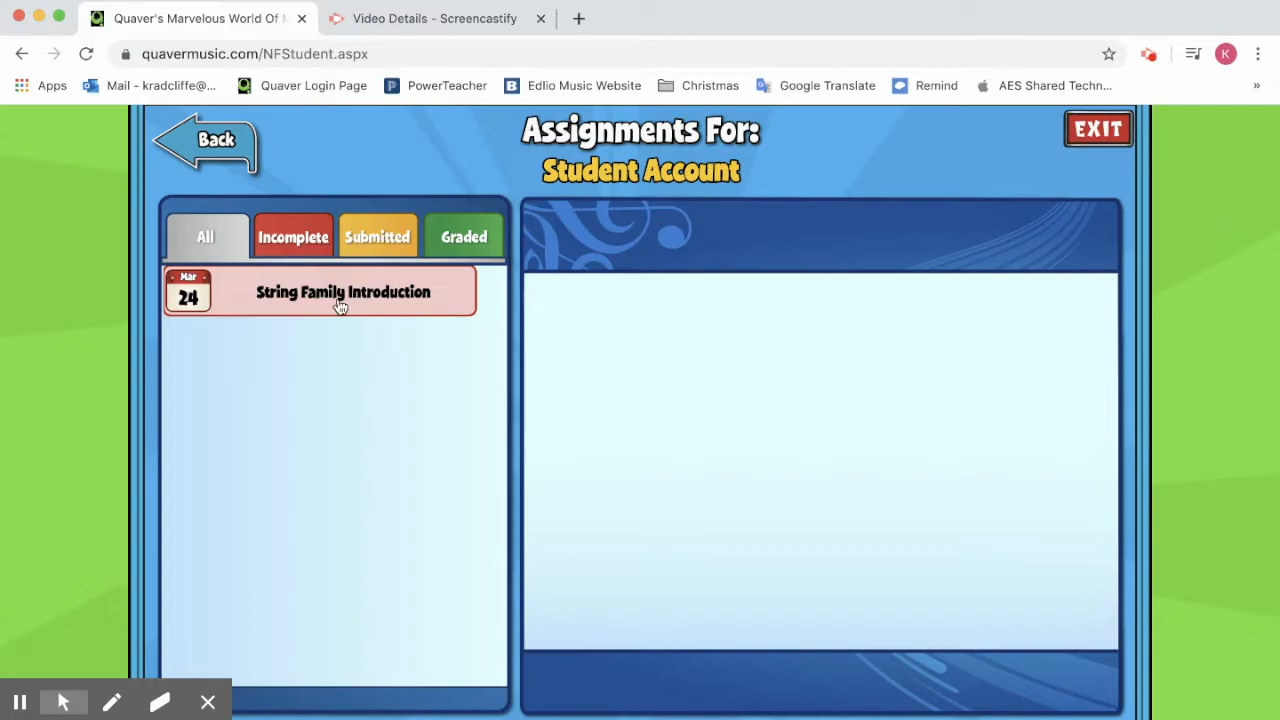 Quaver's Marvelous World Of M
Video Details - Screencastify
quavermusic.com/NFStudent.aspx
K
Apps
Mail - kradcliffe@...
Quaver Login Page
P
PowerTeacher
B
Edlio Music Website
Christmas
Google Translate
Remind
AES Shared Techn...
»
Back
Assignments For:
Student Account
EXIT
All
Incomplete
Submitted
Graded
Mar
24
String Family Introduction